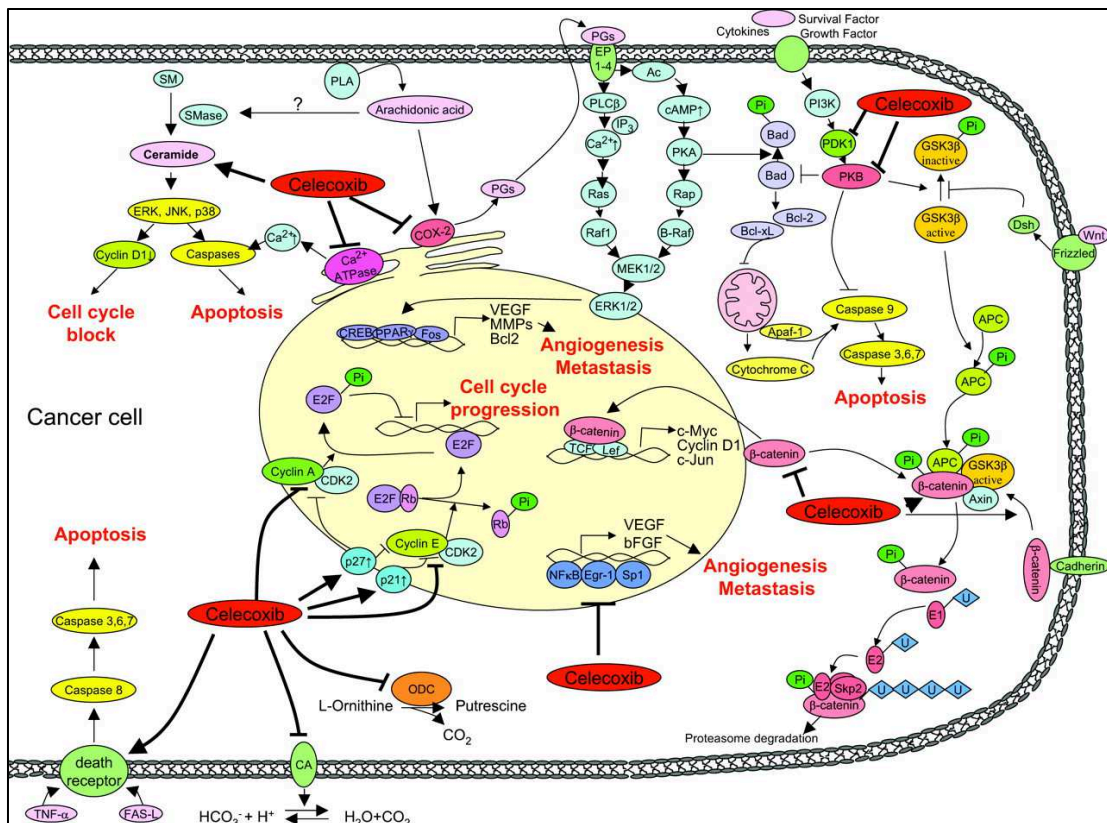 Survival Factor
Cytokines
Growth Factor
PGs
EP
1-4
Ac
SM
PLA
?
Arachidonic acid
SMase
PLCβ
IP3
Ca2+↑
cAMP↑
PKA
Pi
Bad
Bad
PI3K
Celecoxib
PDK1
PKB
Pi
GSK3β
inactive
Ceramide
Celecoxib
PGs
Ras
Rap
Bcl-2
Bcl-xL
GSK3β
active
Dsh
Wnt
Frizzled
ERK, JNK, p38
Ca2+↑
COX-2
Raf1
B-Raf
Cyclin D1↓
Caspases
Ca2+
ATPase
MEK1/2
Cell cycle
block
Apoptosis
ERK1/2
CREB
PPARγ
Fos
VEGF
MMPs
Bcl2
Angiogenesis
Metastasis
Apaf-1
Cytochrome C
Caspase 9
Caspase 3,6,7
Apoptosis
APC
APC
Pi
Cancer cell
E2F
Pi
Cell cycle
progression
E2F
β-catenin
TCF
Lef
c-Myc
Cyclin D1
c-Jun
β-catenin
Pi
APC
Pi
β-catenin
GSK3β
active
Axin
Cyclin A
CDK2
E2F
Rb
Rb
Pi
Celecoxib
Apoptosis
Cyclin E
CDK2
p27↑
p21↑
VEGF
bFGF
NFκB
Egr-1
Sp1
Angiogenesis
Metastasis
Pi
β-catenin
β-catenin
Cadherin
Caspase 3,6,7
Celecoxib
E1
U
E2
U
Caspase 8
Celecoxib
ODC
L-Ornithine
Putrescine
CO2
Pi
E2
Skp2
β-catenin
U
U
U
U
Proteasome degradation
death
receptor
CA
TNF-α
FAS-L
HCO3- + H+
H2O+CO2